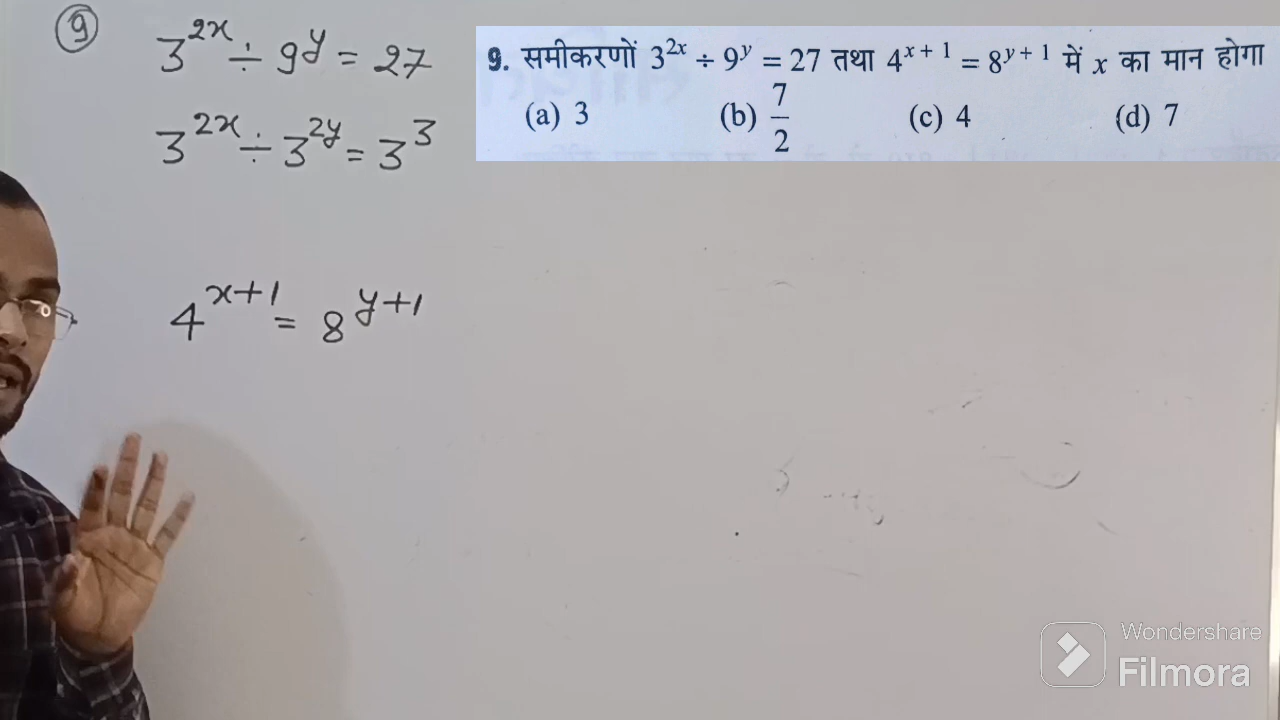 ⑨ 3^{2x} ÷ 9^y = 27
3^{2x} ÷ 3^{2y} = 3^3
4^{x+1} = 8^{y+1}
9. समीकरणों 3^{2x} ÷ 9^y = 27 तथा 4^{x + 1} = 8^{y + 1} में x का मान होगा
(a) 3 (b) 7/2 (c) 4 (d) 7
Wondershare
Filmora